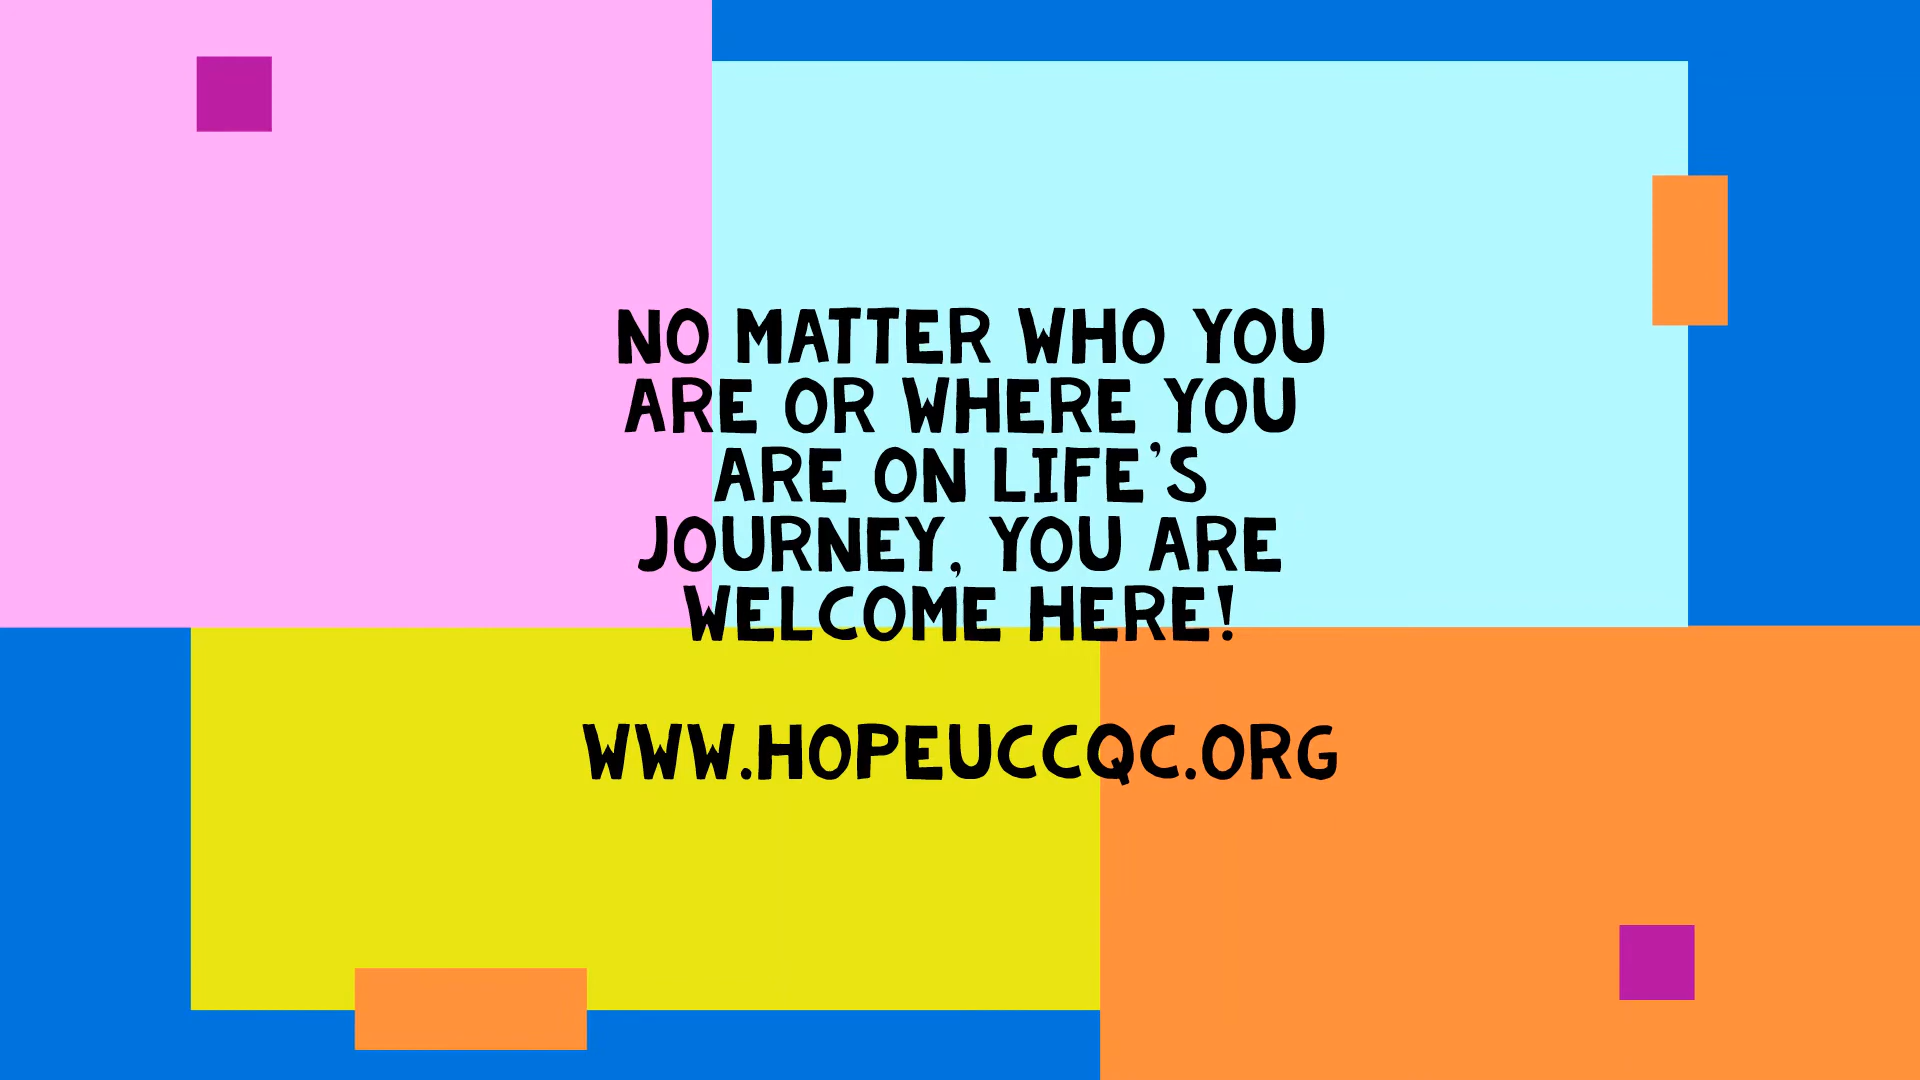 NO MATTER WHO YOU
ARE OR WHERE YOU
ARE ON LIFE'S
JOURNEY, YOU ARE
WELCOME HERE!
WWW.HOPEUCCQC.ORG